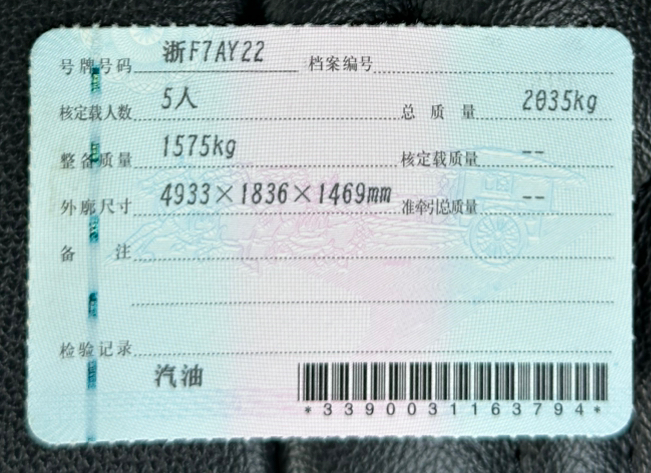 号牌号码 浙F7AY22 档案编号
核定载人数 5人 总质量 2035kg
整备质量 1575kg 核定载质量 --
外廓尺寸 4933×1836×1469mm 准牵引总质量 --
备注
检验记录
汽油
*3390031163794*